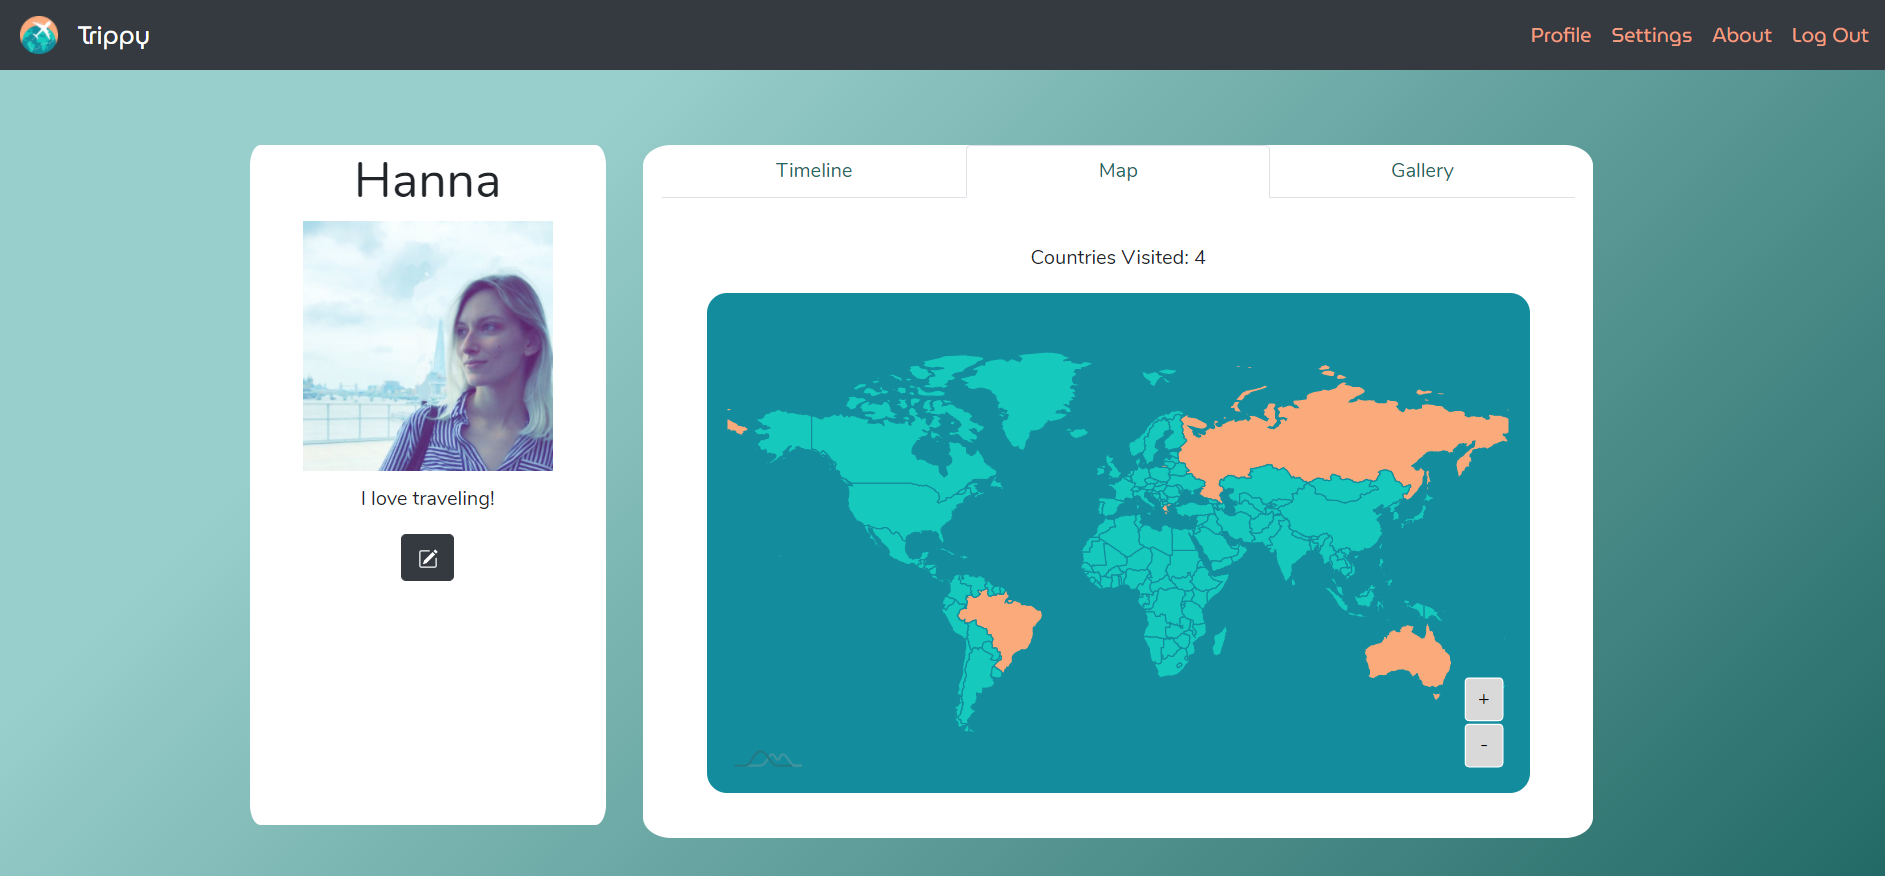 Trippy
Profile Settings About Log Out
Hanna
I love traveling!
Timeline Map Gallery
Countries Visited: 4
+
-